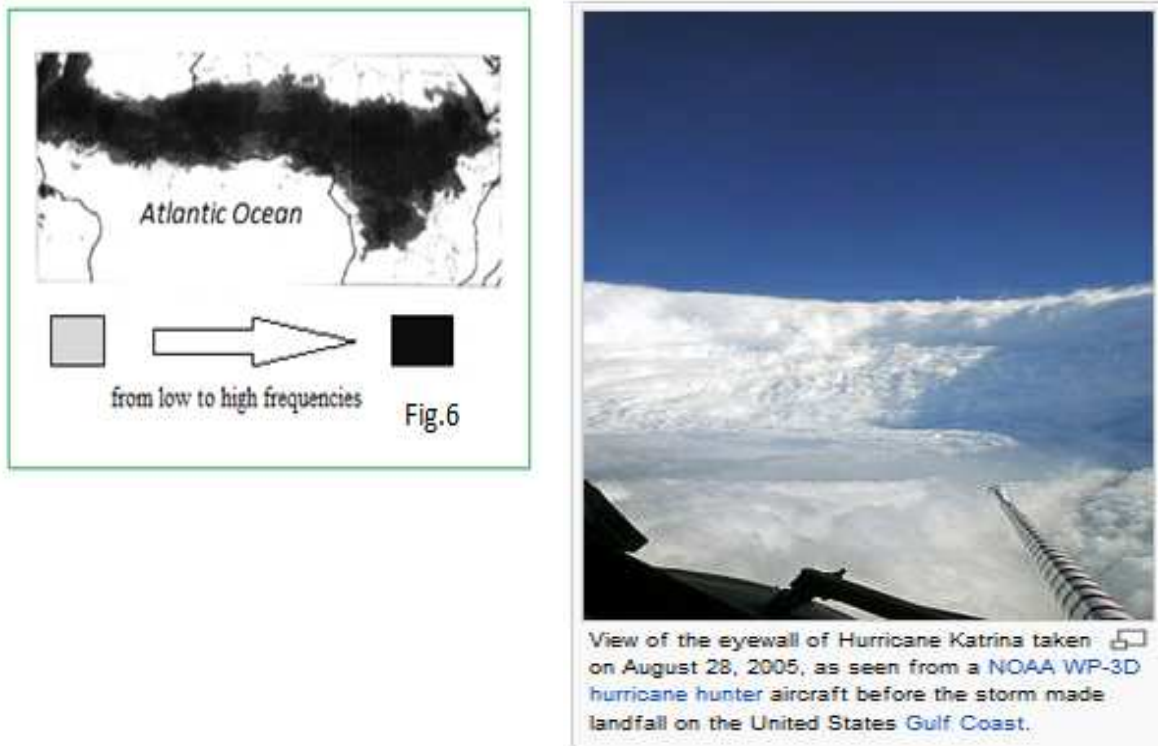 Atlantic Ocean
from low to high frequencies
Fig.6
View of the eyewall of Hurricane Katrina taken
on August 28, 2005, as seen from a NOAA WP-3D
hurricane hunter aircraft before the storm made
landfall on the United States Gulf Coast.